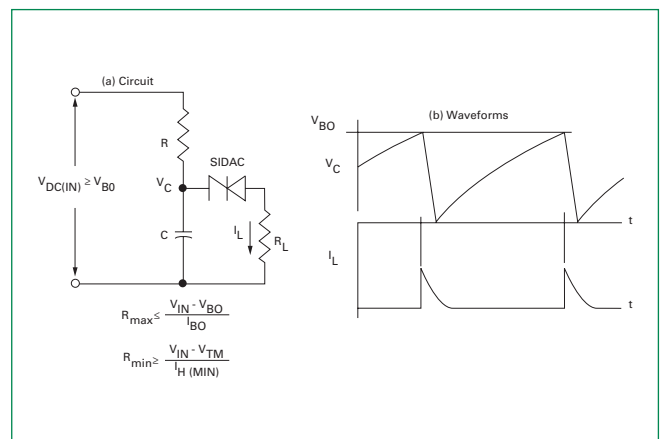 (a) Circuit
R
SIDAC
V_DC(IN) ≥ V_B0
V_C
C
I_L
R_L
R_max ≤ (V_IN - V_BO) / I_BO
R_min ≥ (V_IN - V_TM) / I_H (MIN)
(b) Waveforms
V_BO
V_C
t
I_L
t